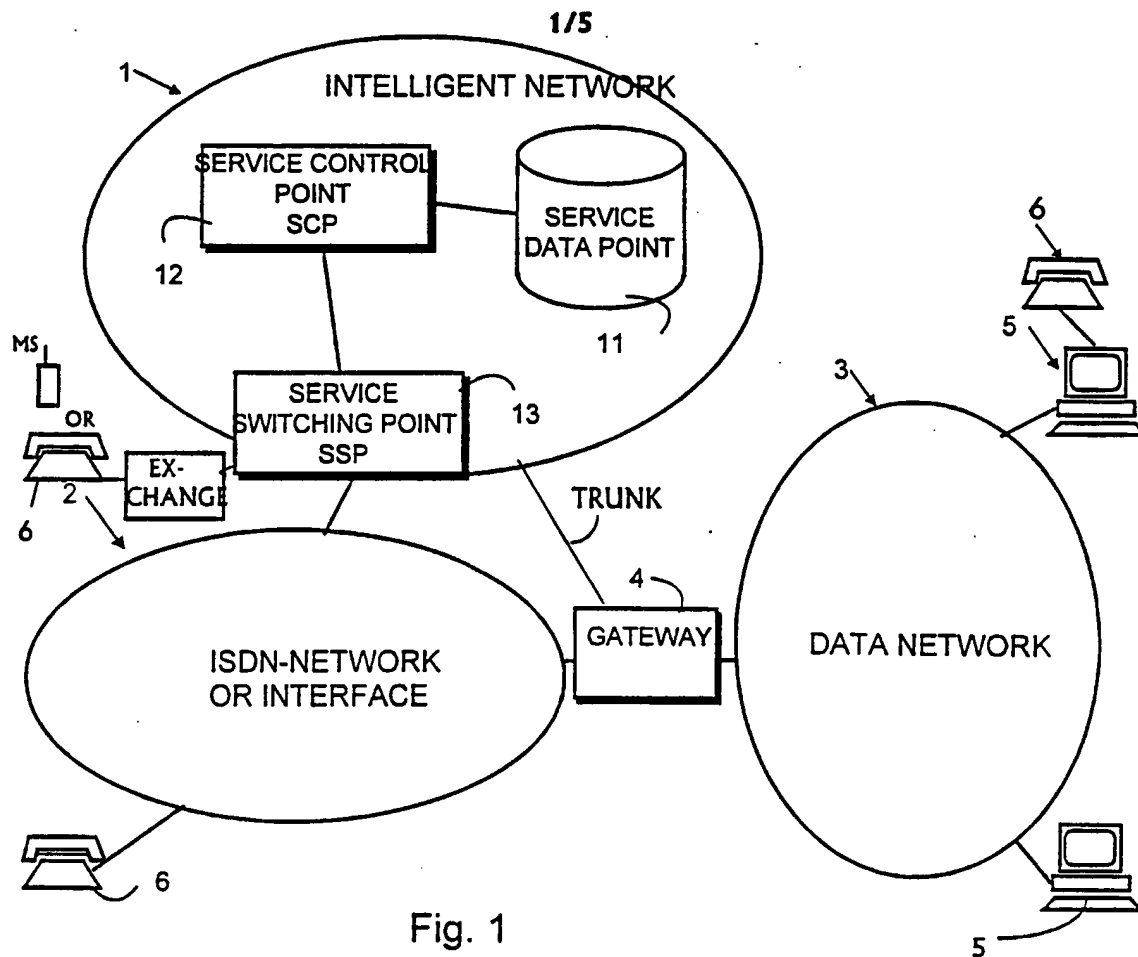 1/5
1
INTELLIGENT NETWORK
SERVICE CONTROL
POINT
SCP
12
SERVICE
DATA POINT
11
6
5
MS
OR
6
EX-
CHANGE
2
SERVICE
SWITCHING POINT
SSP
13
TRUNK
3
4
GATEWAY
ISDN-NETWORK
OR INTERFACE
DATA NETWORK
6
5
Fig. 1